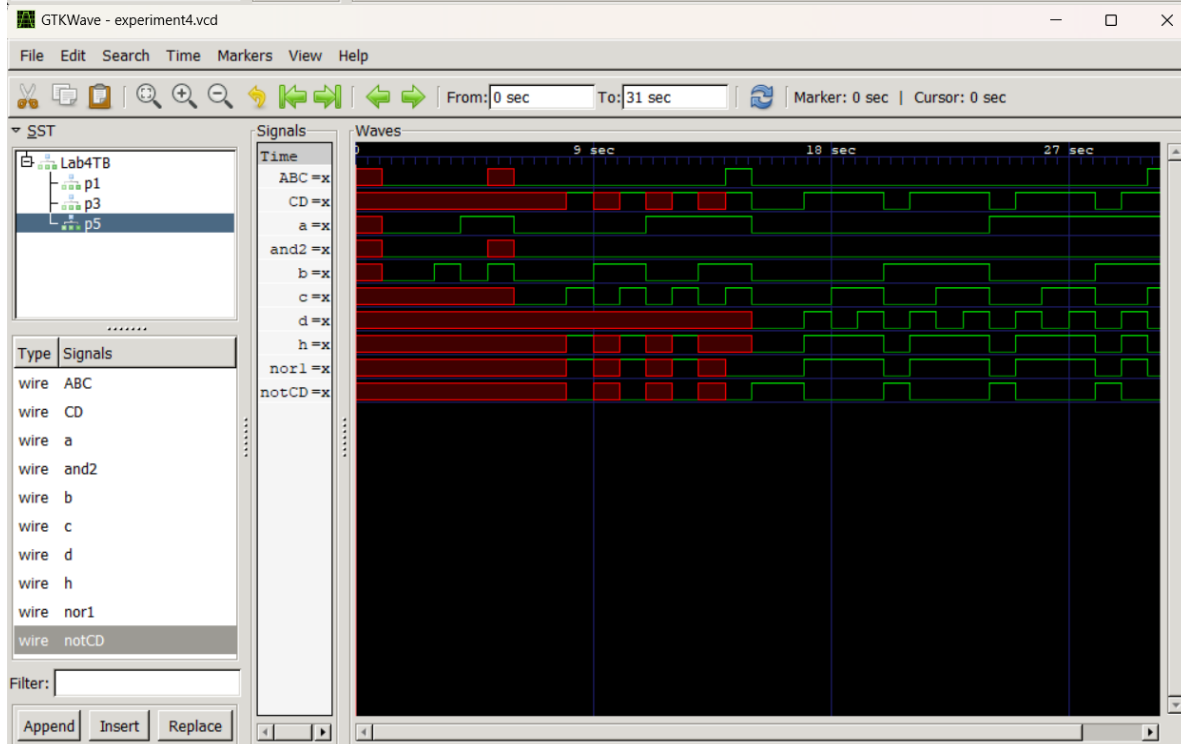 GTKWave - experiment4.vcd
File Edit Search Time Markers View Help
From: 0 sec To: 31 sec Marker: 0 sec | Cursor: 0 sec
SST
Lab4TB
p1
p3
p5
Type Signals
wire ABC
wire CD
wire a
wire and2
wire b
wire c
wire d
wire h
wire nor1
wire notCD
Filter:
Append Insert Replace
Signals
Time
ABC =x
CD =x
a =x
and2 =x
b =x
c =x
d =x
h =x
nor1 =x
notCD =x
Waves
0 9 sec 18 sec 27 sec